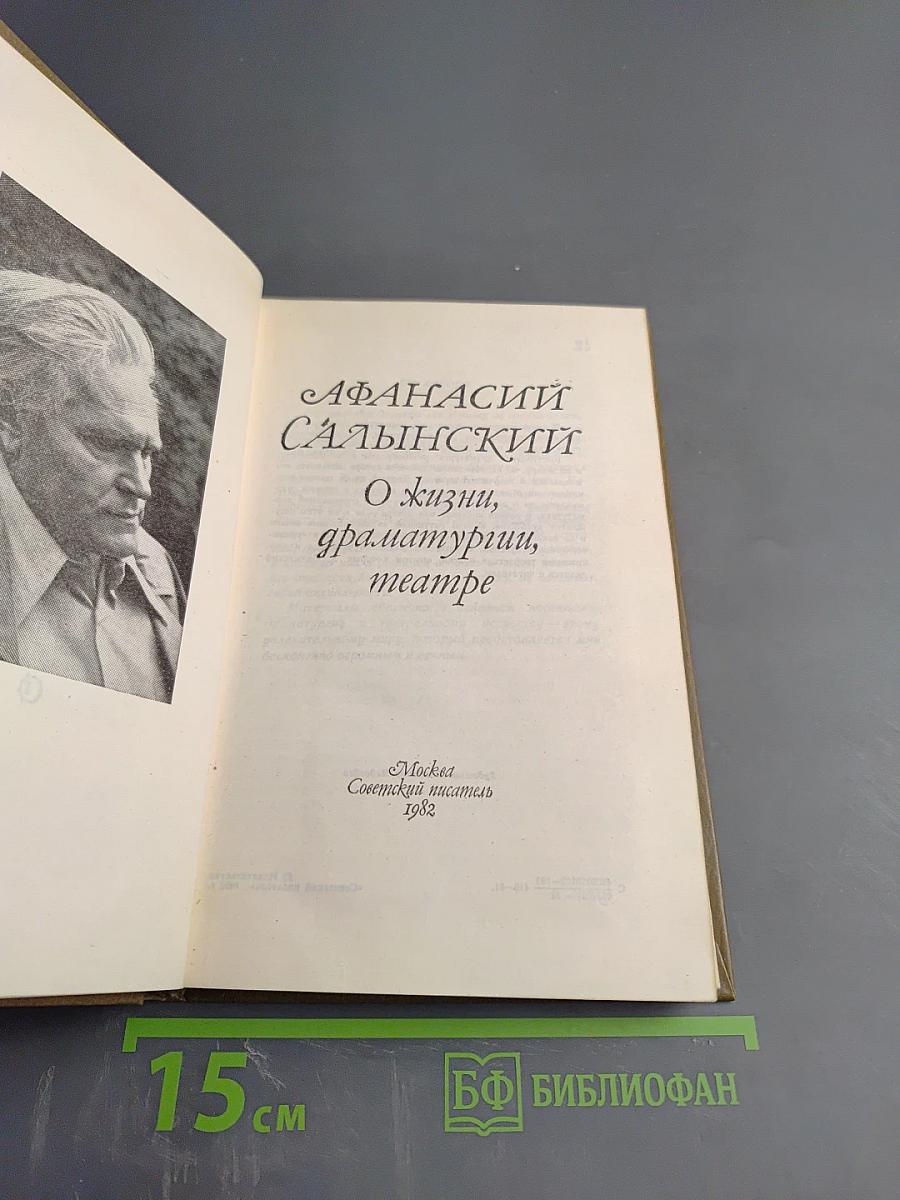 АФАНАСИЙ
САЛЫНСКИЙ
О жизни,
драматургии,
театре
Москва
Советский писатель
1982
15 см
БФ БИБЛИОФАН